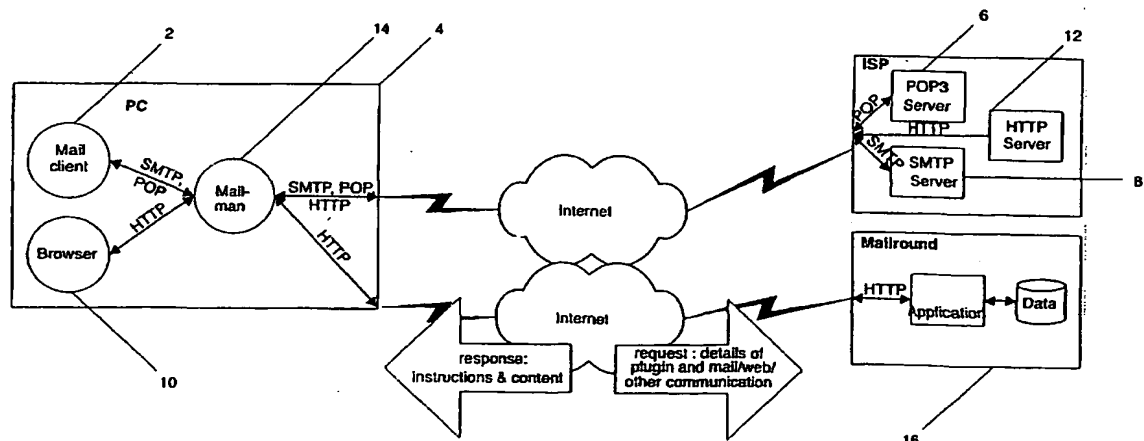 2
14
4
6
12
PC
ISP
Mail
client
SMTP,
POP
Mail-
man
HTTP
Browser
SMTP, POP
HTTP
HTTP
Internet
POP
POP3
Server
HTTP
HTTP
Server
SMTP
SMTP
Server
8
Mailround
HTTP
Application
Data
Internet
response:
instructions & content
request : details of
plugin and mail/web/
other communication
10
16